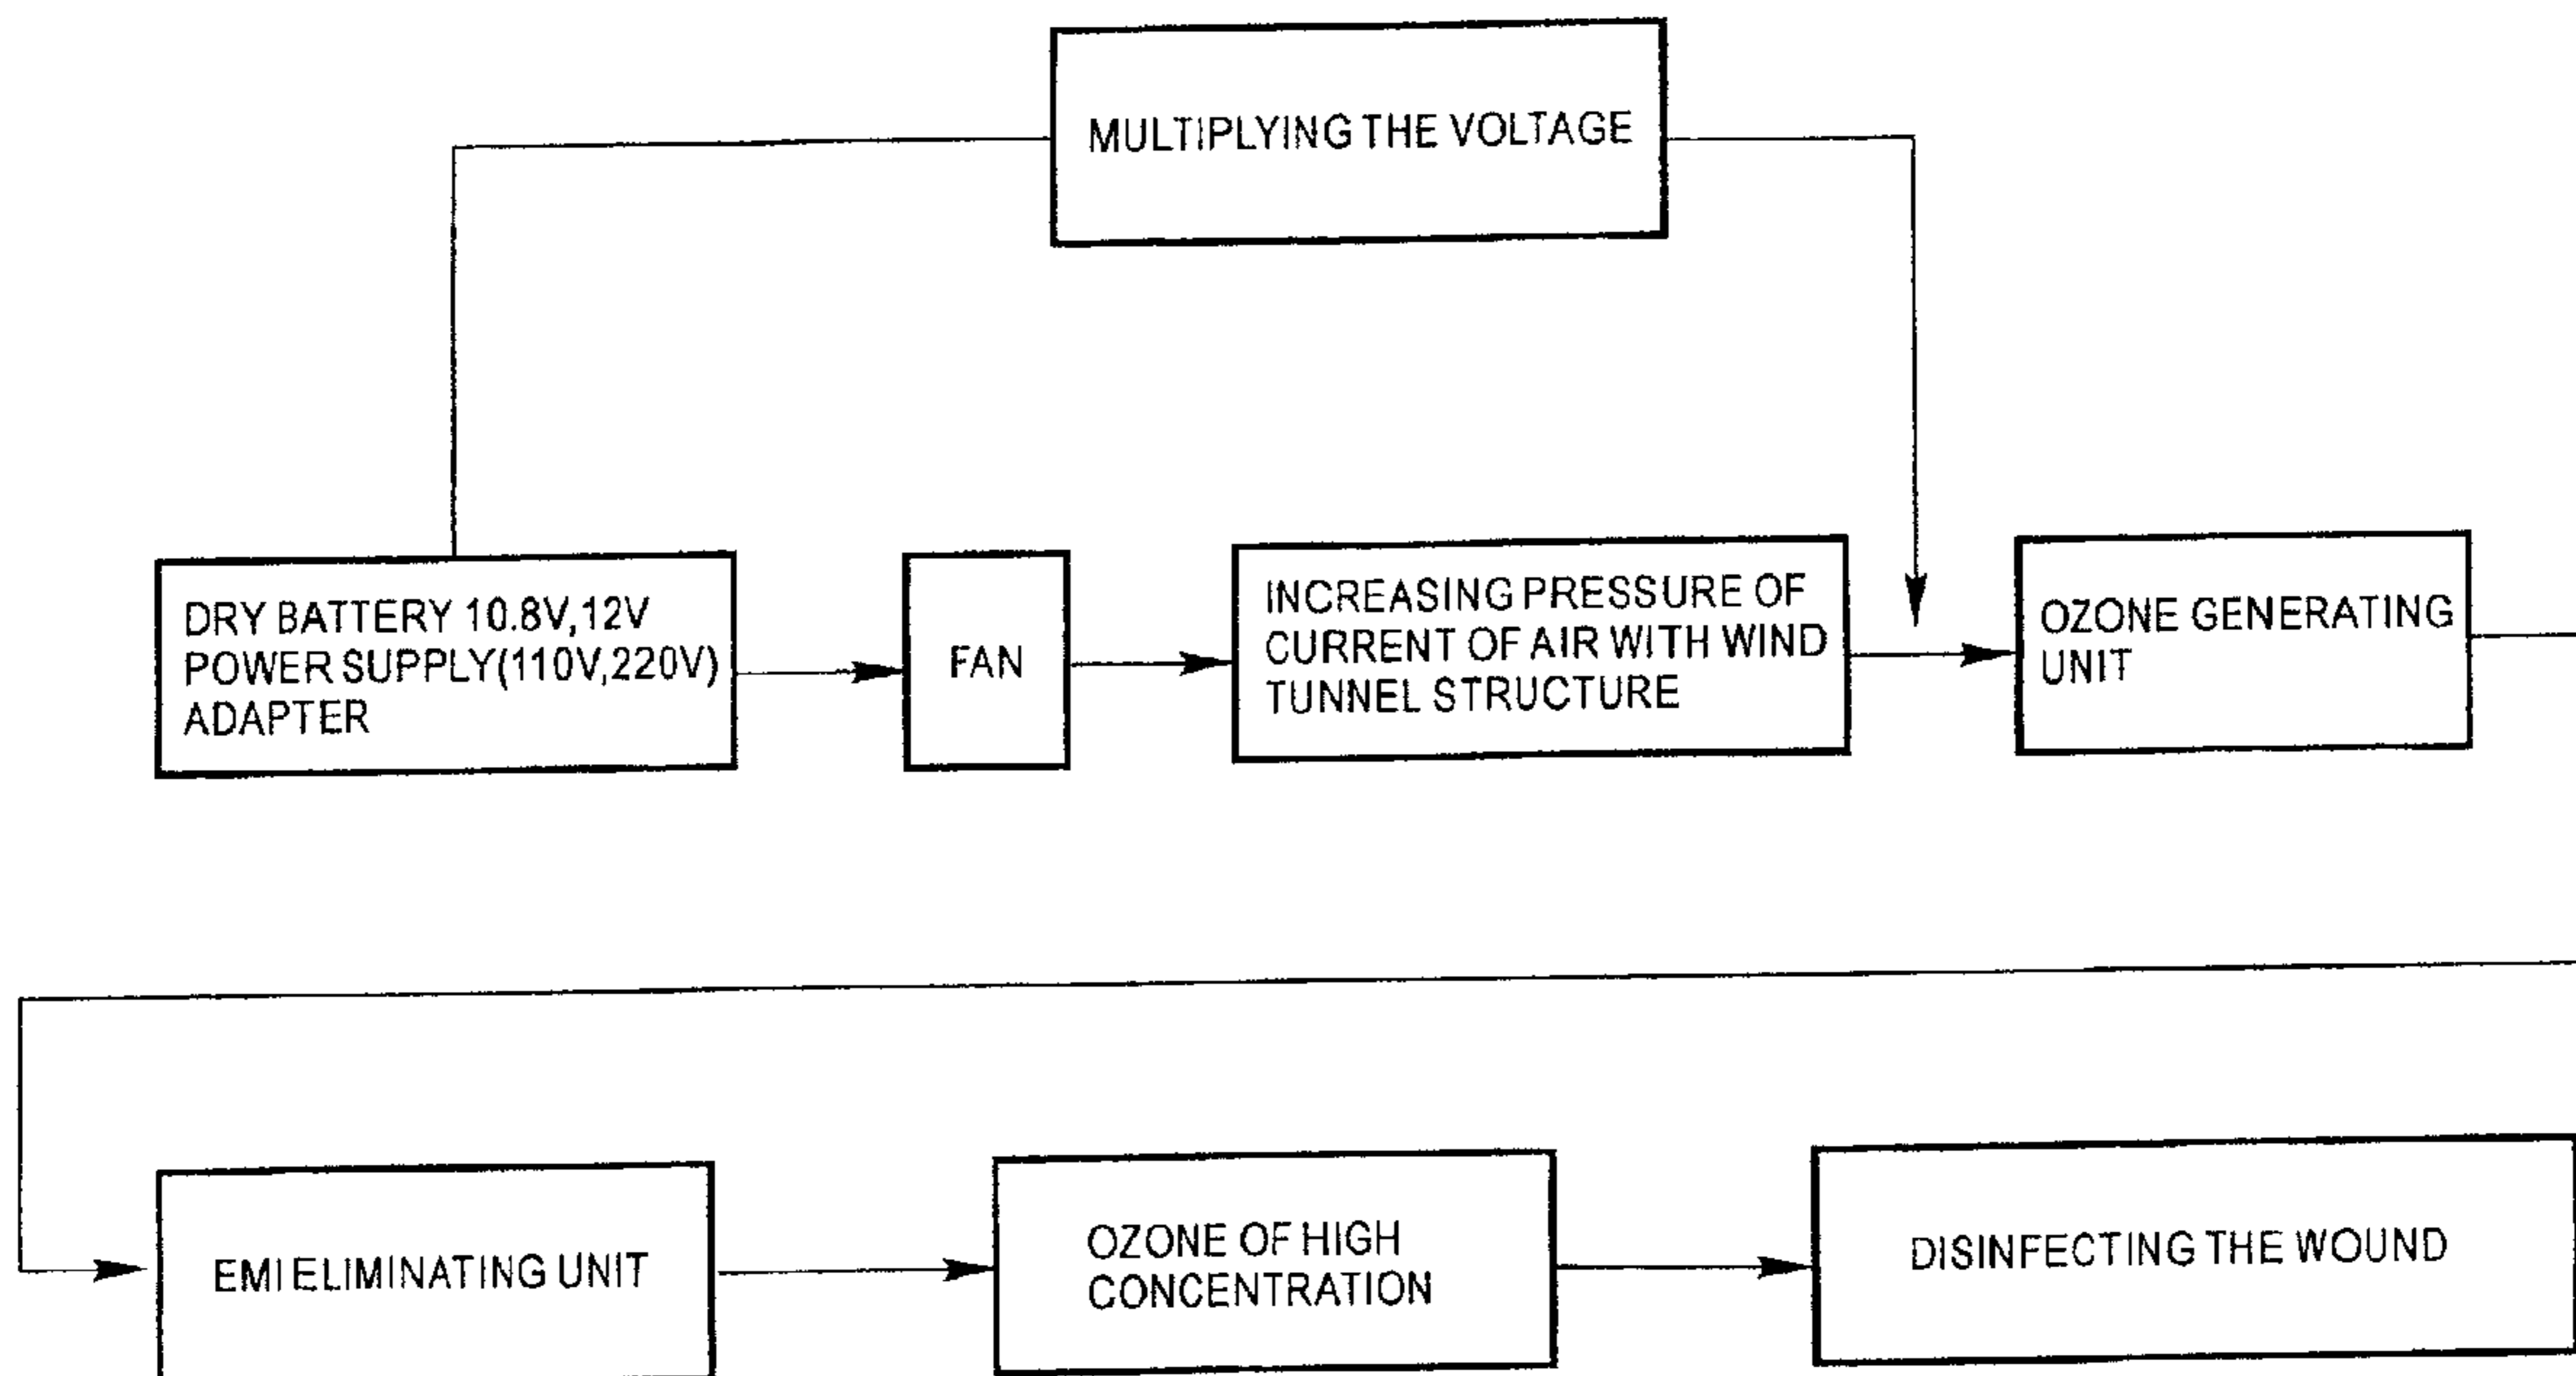 MULTIPLYING THE VOLTAGE
DRY BATTERY 10.8V,12V
POWER SUPPLY(110V,220V)
ADAPTER
FAN
INCREASING PRESSURE OF
CURRENT OF AIR WITH WIND
TUNNEL STRUCTURE
OZONE GENERATING
UNIT
EMI ELIMINATING UNIT
OZONE OF HIGH
CONCENTRATION
DISINFECTING THE WOUND